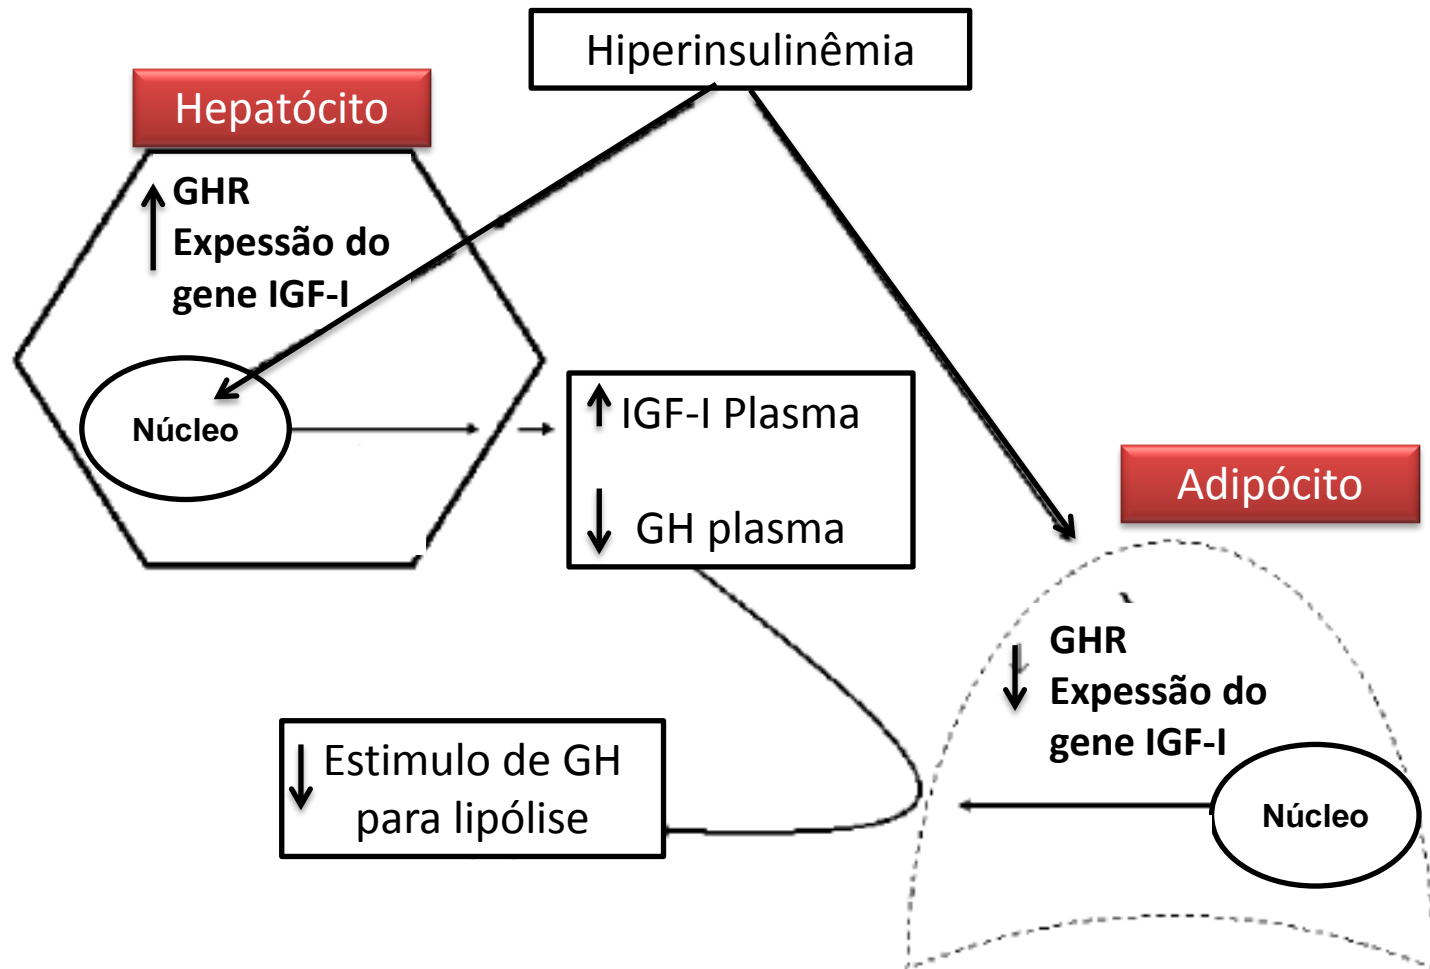 Hiperinsulinêmia
Hepatócito
GHR
Expessão do
gene IGF-I
Núcleo
IGF-I Plasma
GH plasma
Adipócito
GHR
Expessão do
gene IGF-I
Núcleo
Estimulo de GH
para lipólise